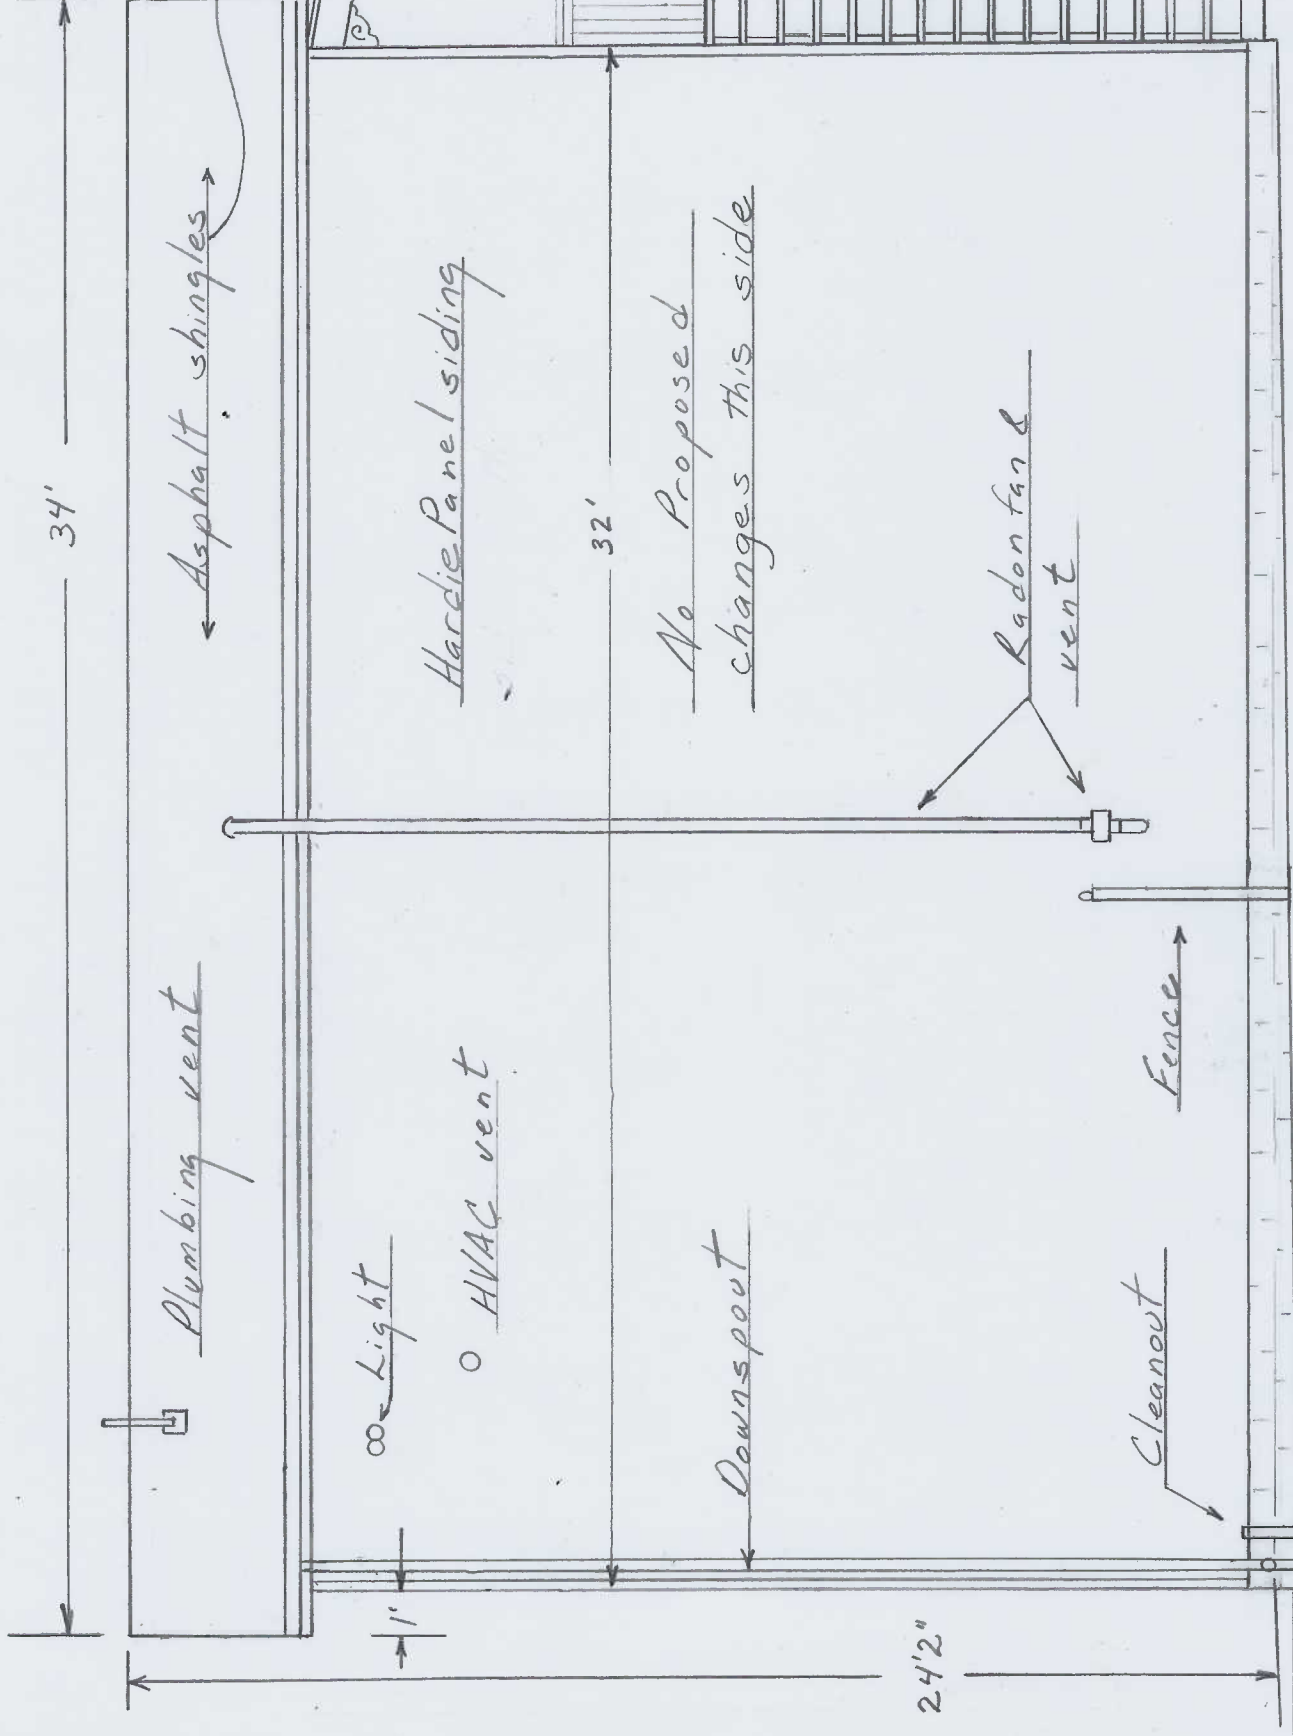 34'
Asphalt shingles
Plumbing vent
HardiePanel siding
Light
HVAC vent
32'
No Proposed
changes this side
Downspout
Radon fan &
vent
Fence
Cleanout
1'
24'2"